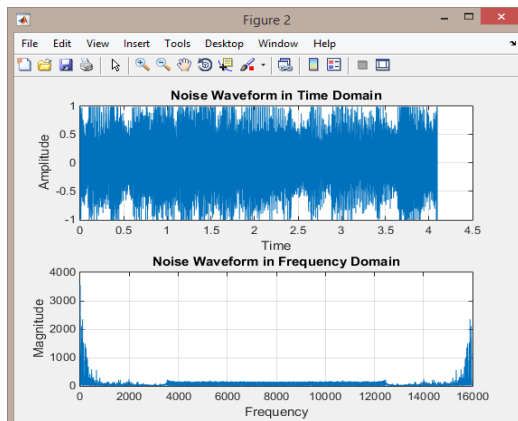 Figure 2
File Edit View Insert Tools Desktop Window Help
Noise Waveform in Time Domain
1
0.5
0
-0.5
-1
Amplitude
0 0.5 1 1.5 2 2.5 3 3.5 4 4.5
Time
Noise Waveform in Frequency Domain
4000
3000
2000
1000
0
Magnitude
0 2000 4000 6000 8000 10000 12000 14000 16000
Frequency